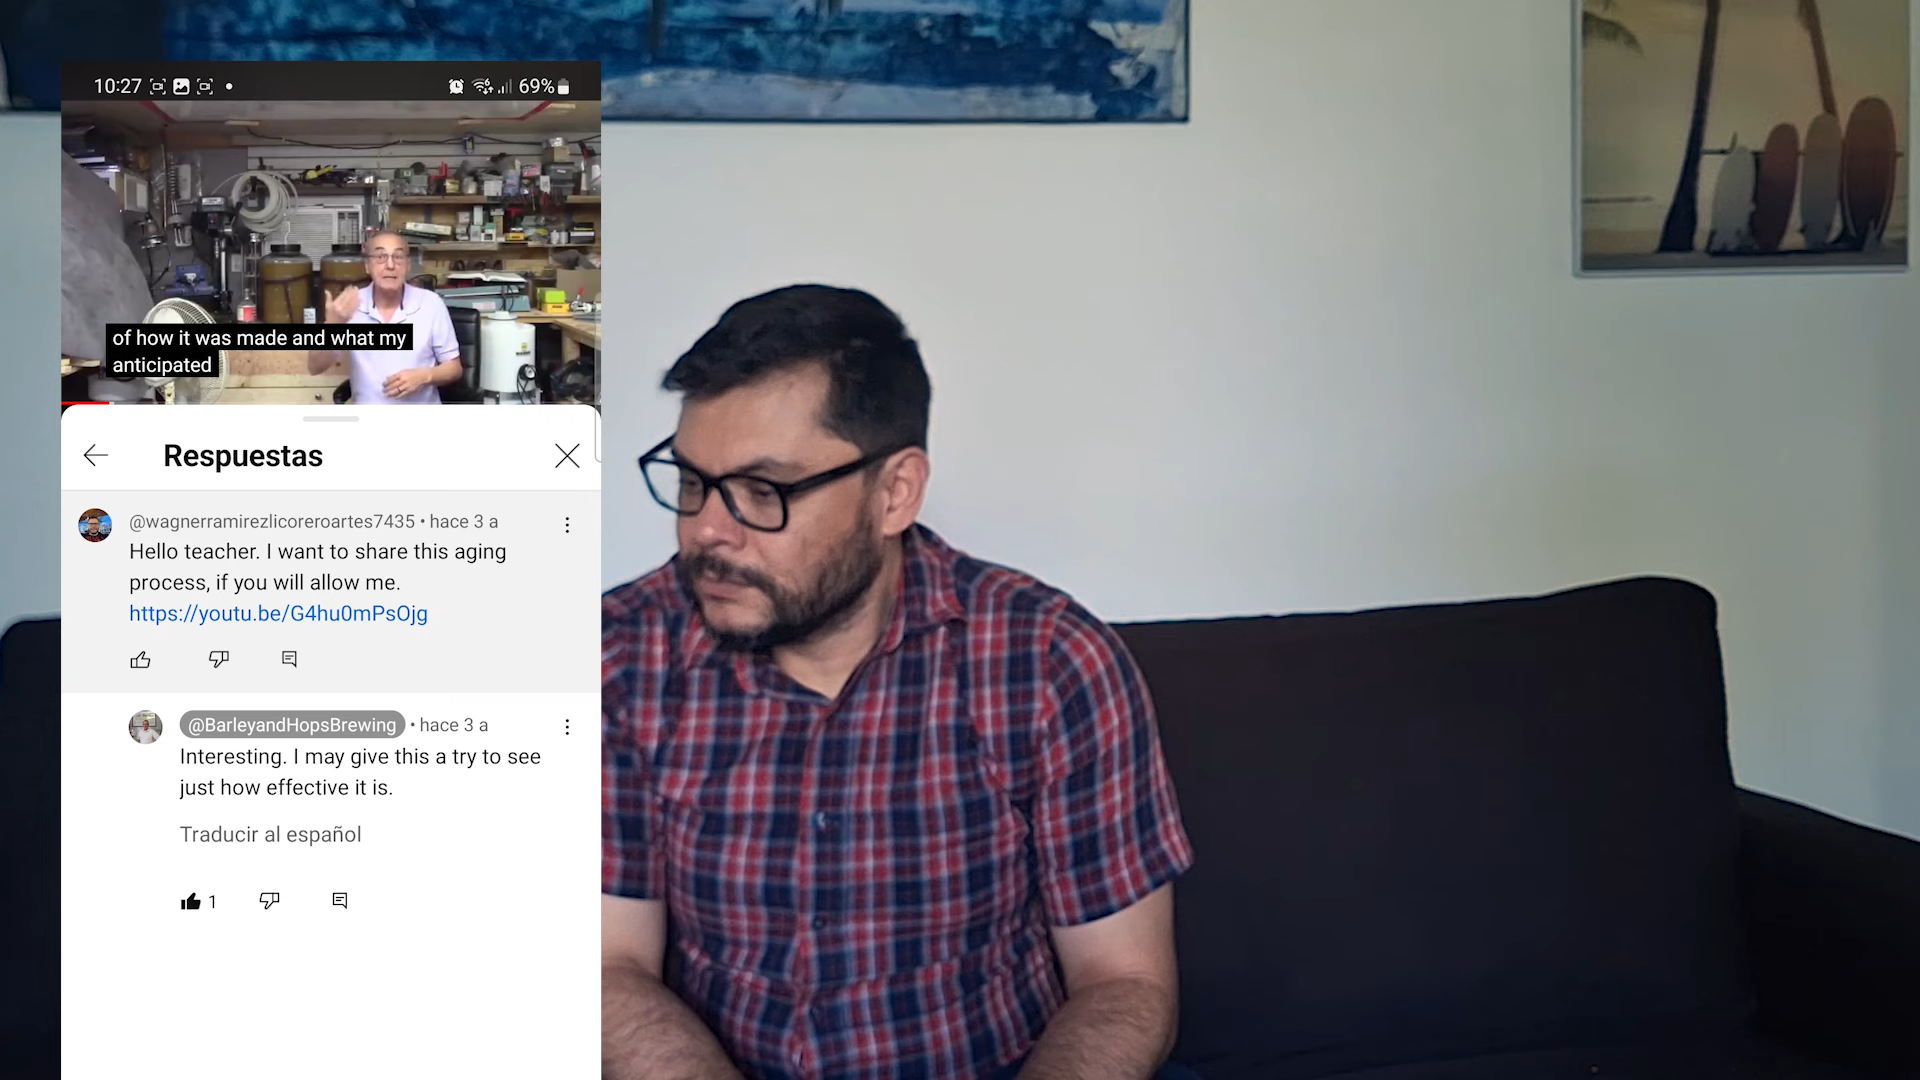 10:27
69%
of how it was made and what my
anticipated
Respuestas
@wagnerramirezlicoreroartes7435 • hace 3 a
Hello teacher. I want to share this aging
process, if you will allow me.
https://youtu.be/G4hu0mPsOjg
@BarleyandHopsBrewing • hace 3 a
Interesting. I may give this a try to see
just how effective it is.
Traducir al español
1